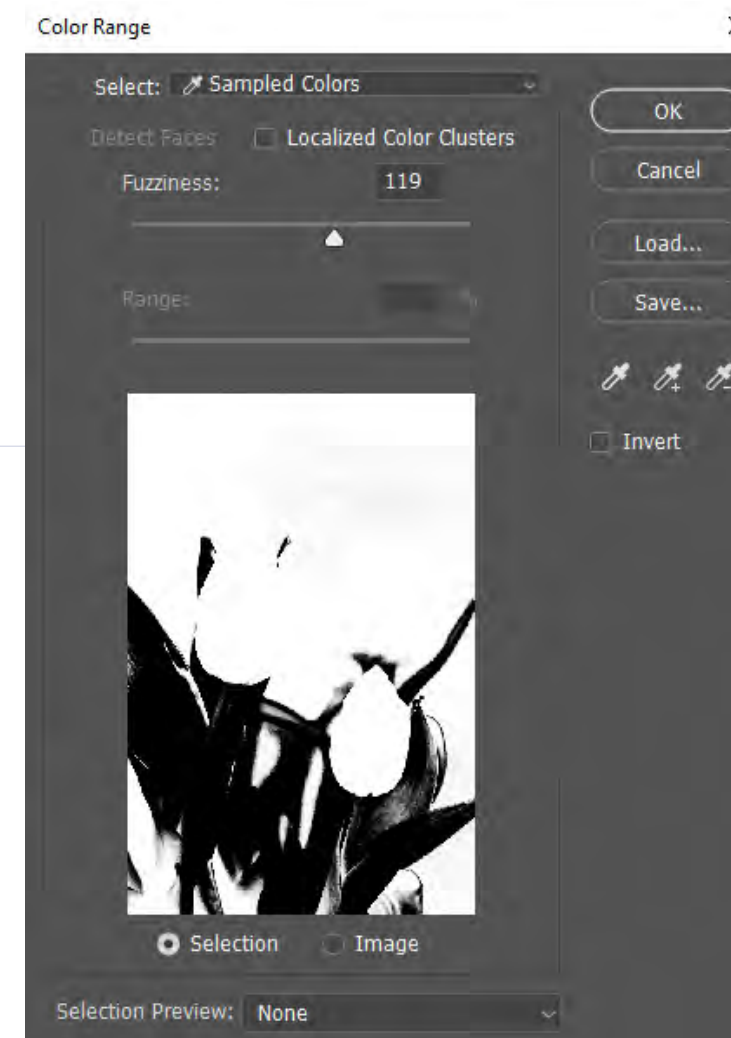 Color Range
Select: Sampled Colors
Detect Faces Localized Color Clusters
Fuzziness: 119
Range: %
OK
Cancel
Load...
Save...
Invert
Selection Image
Selection Preview: None